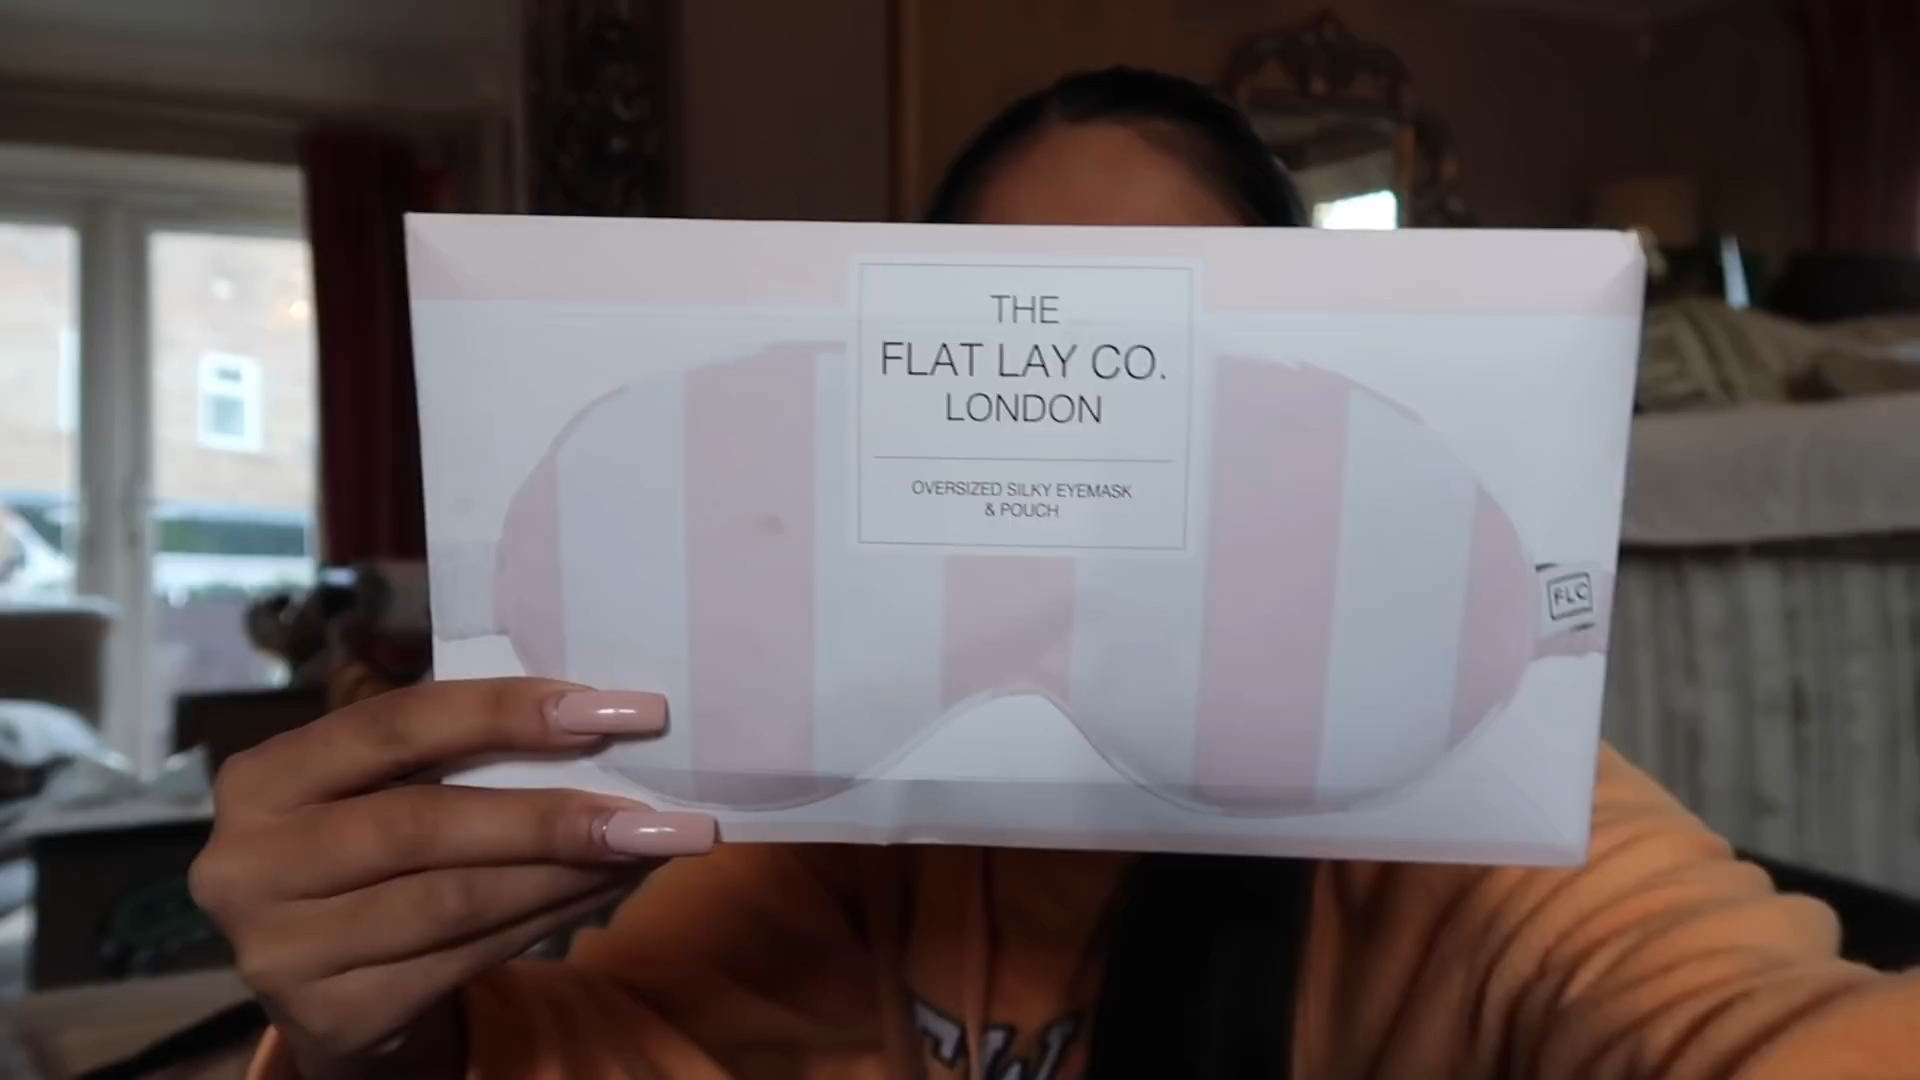 THE
FLAT LAY CO.
LONDON
OVERSIZED SILKY EYEMASK
& POUCH
FLC